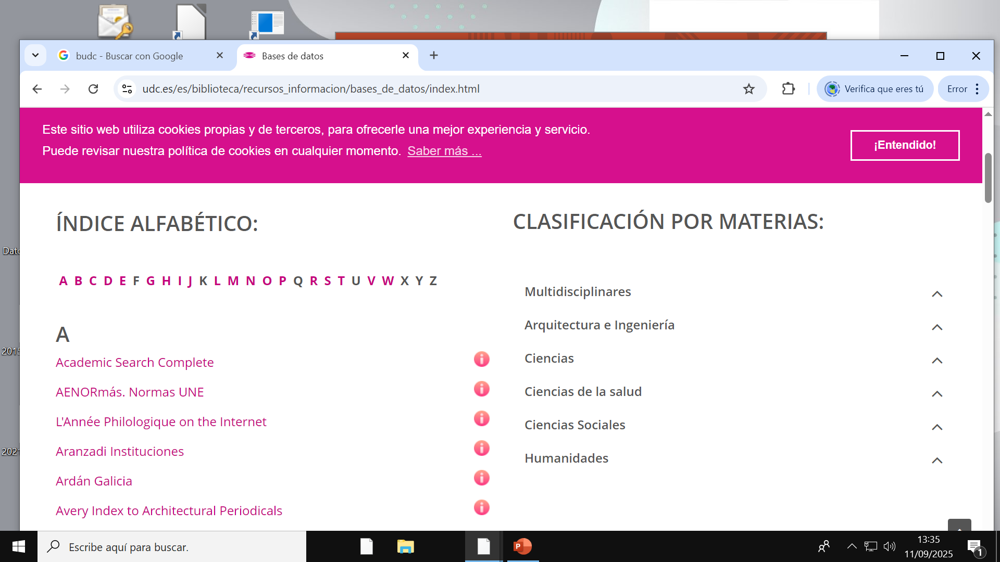 budc - Buscar con Google
Bases de datos
udc.es/es/biblioteca/recursos_informacion/bases_de_datos/index.html
Verifica que eres tú
Error
Este sitio web utiliza cookies propias y de terceros, para ofrecerle una mejor experiencia y servicio.
Puede revisar nuestra política de cookies en cualquier momento. Saber más ...
¡Entendido!
ÍNDICE ALFABÉTICO:
A B C D E F G H I J K L M N O P Q R S T U V W X Y Z
A
Academic Search Complete
AENORmás. Normas UNE
L'Année Philologique on the Internet
Aranzadi Instituciones
Ardán Galicia
Avery Index to Architectural Periodicals
CLASIFICACIÓN POR MATERIAS:
Multidisciplinares
Arquitectura e Ingeniería
Ciencias
Ciencias de la salud
Ciencias Sociales
Humanidades
2015
2021
Escribe aquí para buscar.
13:35
11/09/2025
1